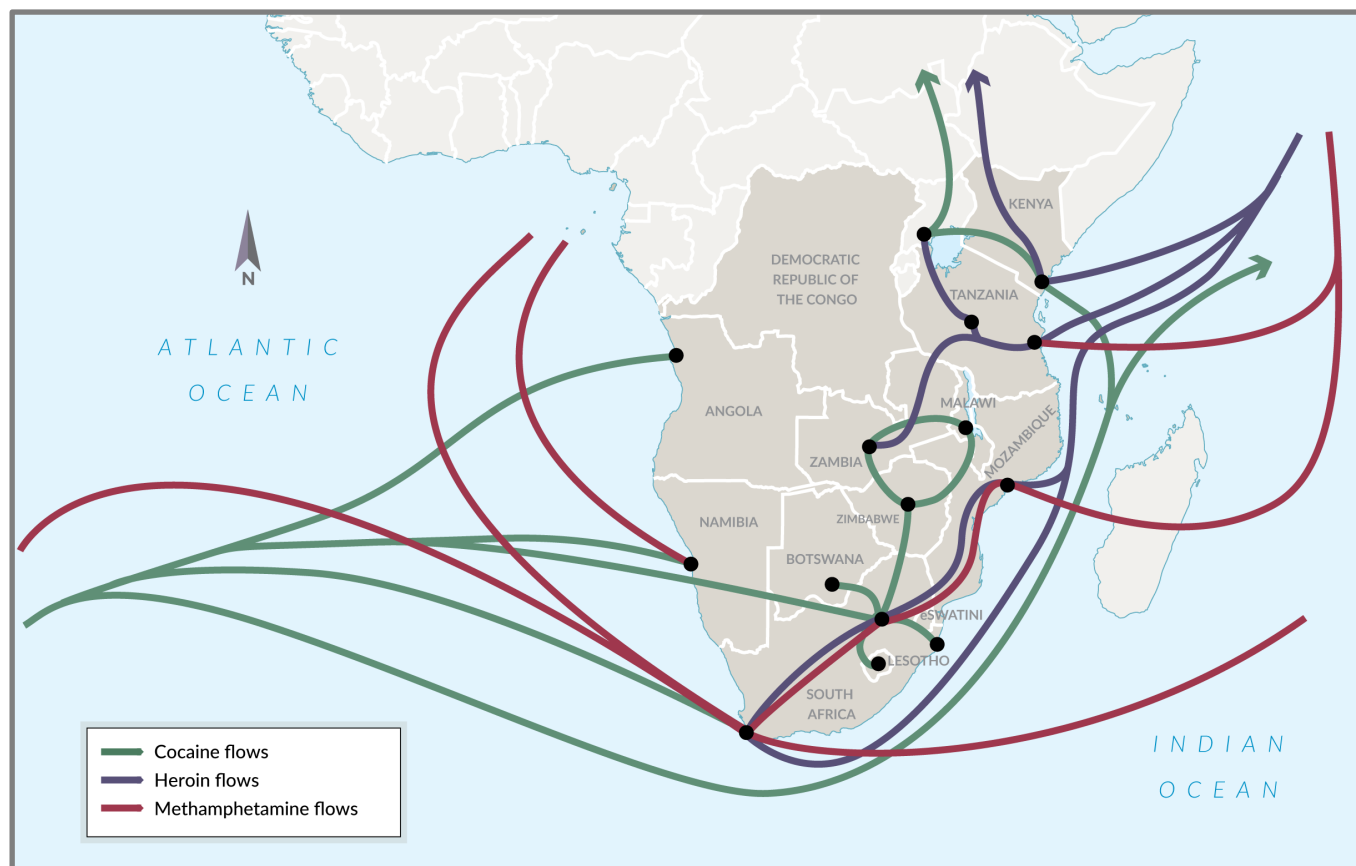 KENYA
DEMOCRATIC
REPUBLIC OF
THE CONGO
TANZANIA
N
ATLANTIC
OCEAN
ANGOLA
MALAWI
MOZAMBIQUE
ZAMBIA
NAMIBIA
ZIMBABWE
BOTSWANA
eSWATINI
LESOTHO
SOUTH
AFRICA
INDIAN
OCEAN
Cocaine flows
Heroin flows
Methamphetamine flows